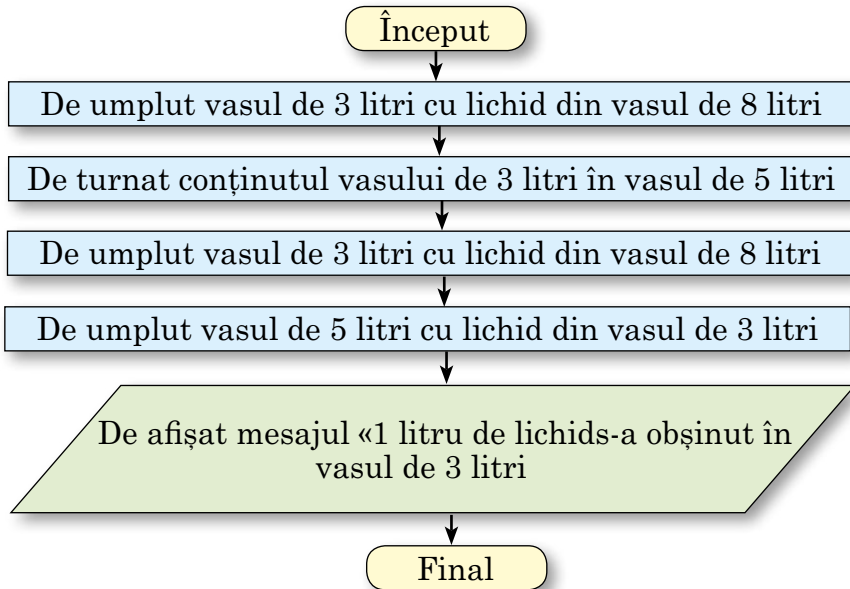 Început
De umplut vasul de 3 litri cu lichid din vasul de 8 litri
De turnat conținutul vasului de 3 litri în vasul de 5 litri
De umplut vasul de 3 litri cu lichid din vasul de 8 litri
De umplut vasul de 5 litri cu lichid din vasul de 3 litri
De afișat mesajul «1 litru de lichids-a obșinut în
vasul de 3 litri
Final